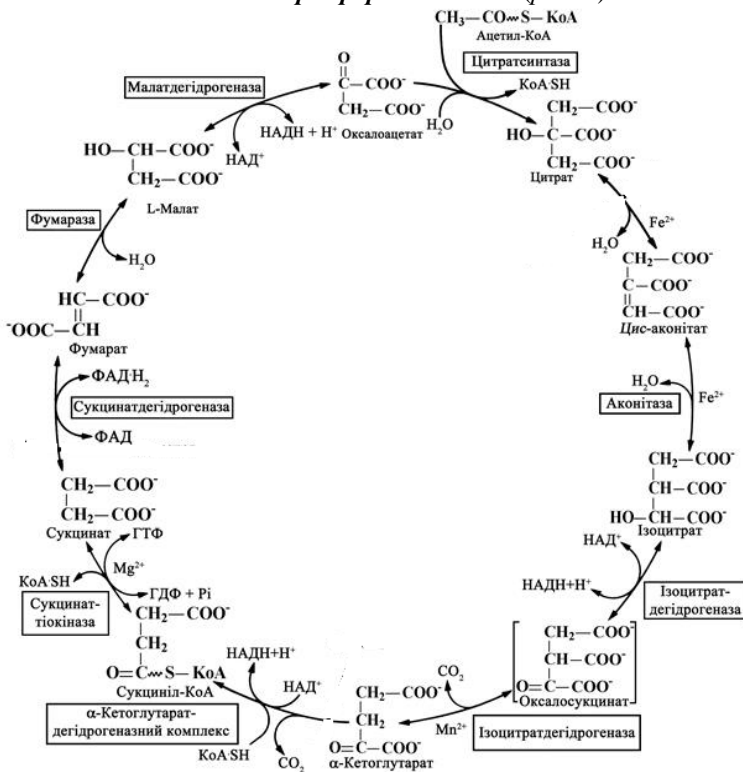 CH₃—CO~S—KoA
Ацетил-КоА
Цитратсинтаза
KoA·SH
H₂O
O
C—COO⁻
CH₂—COO⁻
Оксалоацетат
Малатдегідрогеназа
НАДН + Н⁺
НАД⁺
CH₂—COO⁻
HO—C—COO⁻
CH₂—COO⁻
Цитрат
Fe²⁺
H₂O
CH₂—COO⁻
C—COO⁻
CH—COO⁻
Цис-аконітат
H₂O
Fe²⁺
Аконітаза
CH₂—COO⁻
CH—COO⁻
HO—CH—COO⁻
Ізоцитрат
НАД⁺
НАДН+Н⁺
Ізоцитрат-
дегідрогеназа
CH₂—COO⁻
CH—COO⁻
O=C—COO⁻
Оксалосукцинат
CO₂
Mn²⁺
Ізоцитратдегідрогеназа
CH₂—COO⁻
CH₂
O=C—COO⁻
α-Кетоглутарат
НАДН+Н⁺
НАД⁺
KoA·SH
CO₂
α-Кетоглутарат-
дегідрогеназний комплекс
CH₂—COO⁻
CH₂
O=C~S—KoA
Сукциніл-КоА
ГТФ
Mg²⁺
KoA·SH
ГДФ + Pi
Сукцинат-
тіокіназа
CH₂—COO⁻
CH₂—COO⁻
Сукцинат
ФАД·H₂
Сукцинатдегідрогеназа
ФАД
HC—COO⁻
⁻OOC—CH
Фумарат
Фумараза
H₂O
HO—CH—COO⁻
CH₂—COO⁻
L-Малат